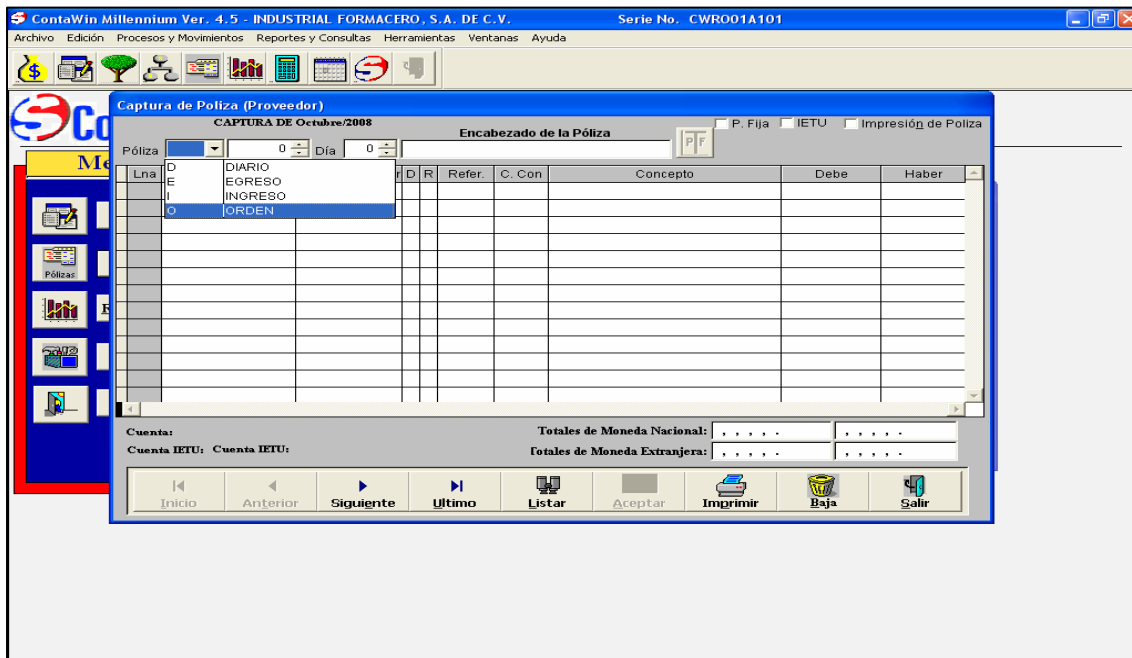 ContaWin Millennium Ver. 4.5 - INDUSTRIAL FORMACERO, S.A. DE C.V. Serie No. CWRO01A101
Archivo Edición Procesos y Movimientos Reportes y Consultas Herramientas Ventanas Ayuda
Captura de Poliza (Proveedor)
CAPTURA DE Octubre/2008
Encabezado de la Póliza
P. Fija IETU Impresión de Poliza
Póliza 0 Día 0
PTF
Lna D R Refer. C. Con Concepto Debe Haber
D DIARIO
E EGRESO
I INGRESO
O ORDEN
Pólizas
Cuenta:
Totales de Moneda Nacional: , , , , . , , , , .
Cuenta IETU: Cuenta IETU:
Totales de Moneda Extranjera: , , , , . , , , , .
Inicio Anterior Siguiente Ultimo Listar Aceptar Imprimir Baja Salir